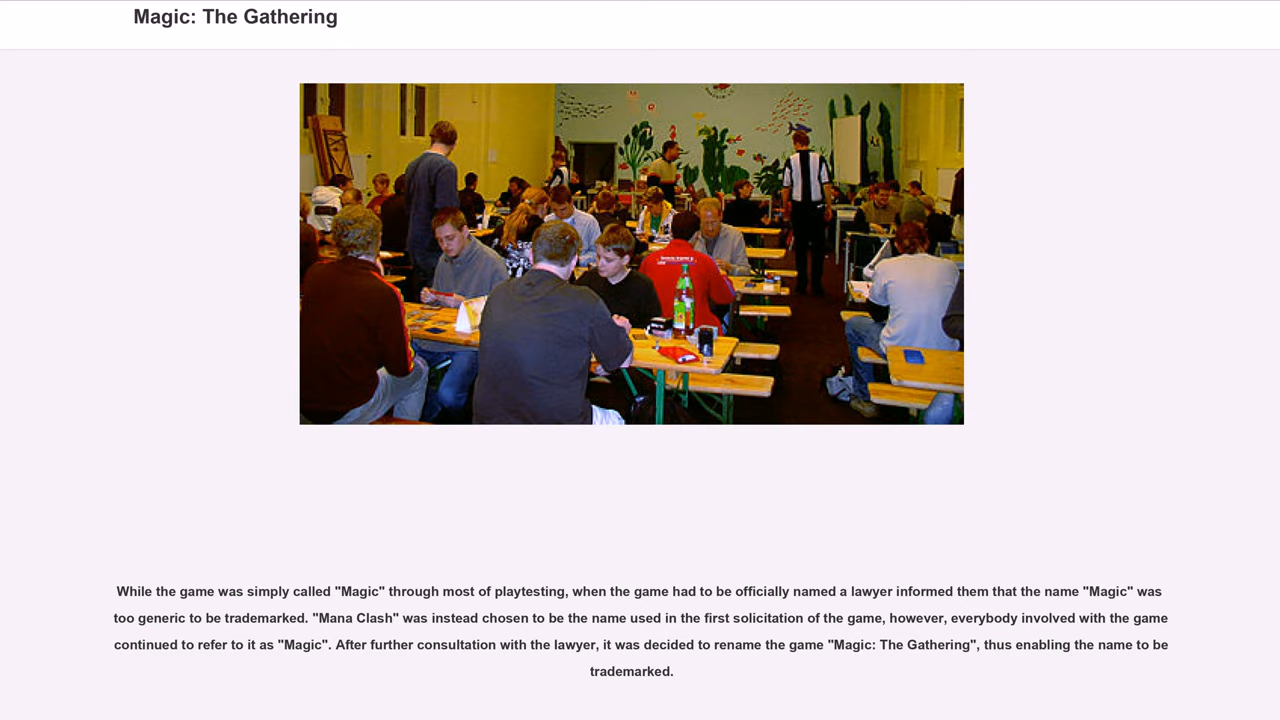 Magic: The Gathering
While the game was simply called "Magic" through most of playtesting, when the game had to be officially named a lawyer informed them that the name "Magic" was
too generic to be trademarked. "Mana Clash" was instead chosen to be the name used in the first solicitation of the game, however, everybody involved with the game
continued to refer to it as "Magic". After further consultation with the lawyer, it was decided to rename the game "Magic: The Gathering", thus enabling the name to be
trademarked.